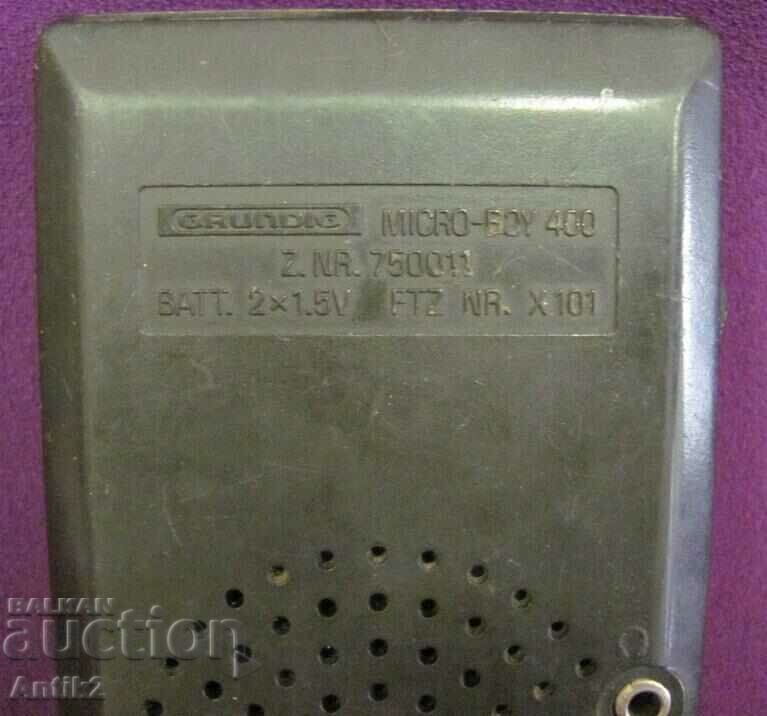 GRUNDIG MICRO-BOY 400
Z. NR. 750011
BATT. 2×1.5V FTZ NR. X101
BALKAN
auction
Antik2